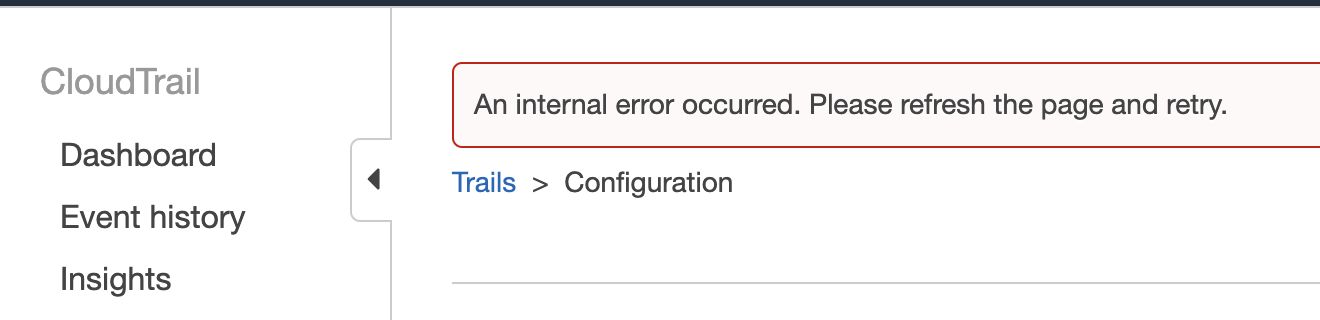 CloudTrail
Dashboard
Event history
Insights
An internal error occurred. Please refresh the page and retry.
Trails > Configuration